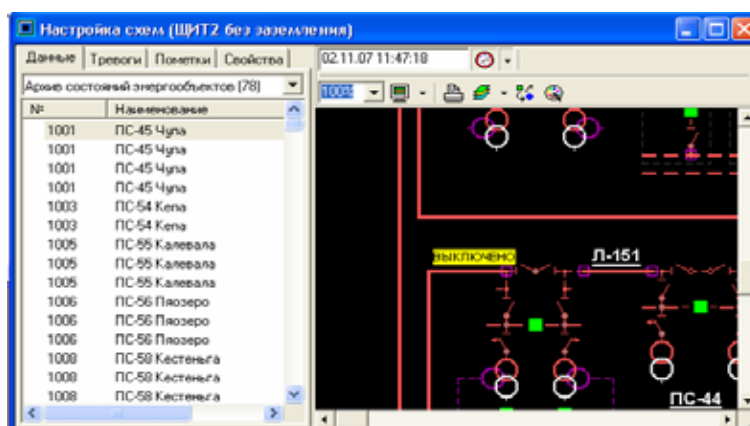 Настройка схем (ЩИТ2 без заземления)
Данные Тревоги Пометки Свойства
02.11.07 11:47:18
Архив состояний энергообъектов (78)
100%
№ Наименование
1001 ПС-45 Чупа
1001 ПС-45 Чупа
1001 ПС-45 Чупа
1001 ПС-45 Чупа
1003 ПС-54 Кепа
1003 ПС-54 Кепа
1005 ПС-55 Калевала
1005 ПС-55 Калевала
1005 ПС-55 Калевала
1006 ПС-56 Пяозеро
1006 ПС-56 Пяозеро
1006 ПС-56 Пяозеро
1008 ПС-58 Кестеньга
1008 ПС-58 Кестеньга
1008 ПС-58 Кестеньга
ВЫКЛЮЧЕНО
Л-151
ПС-44